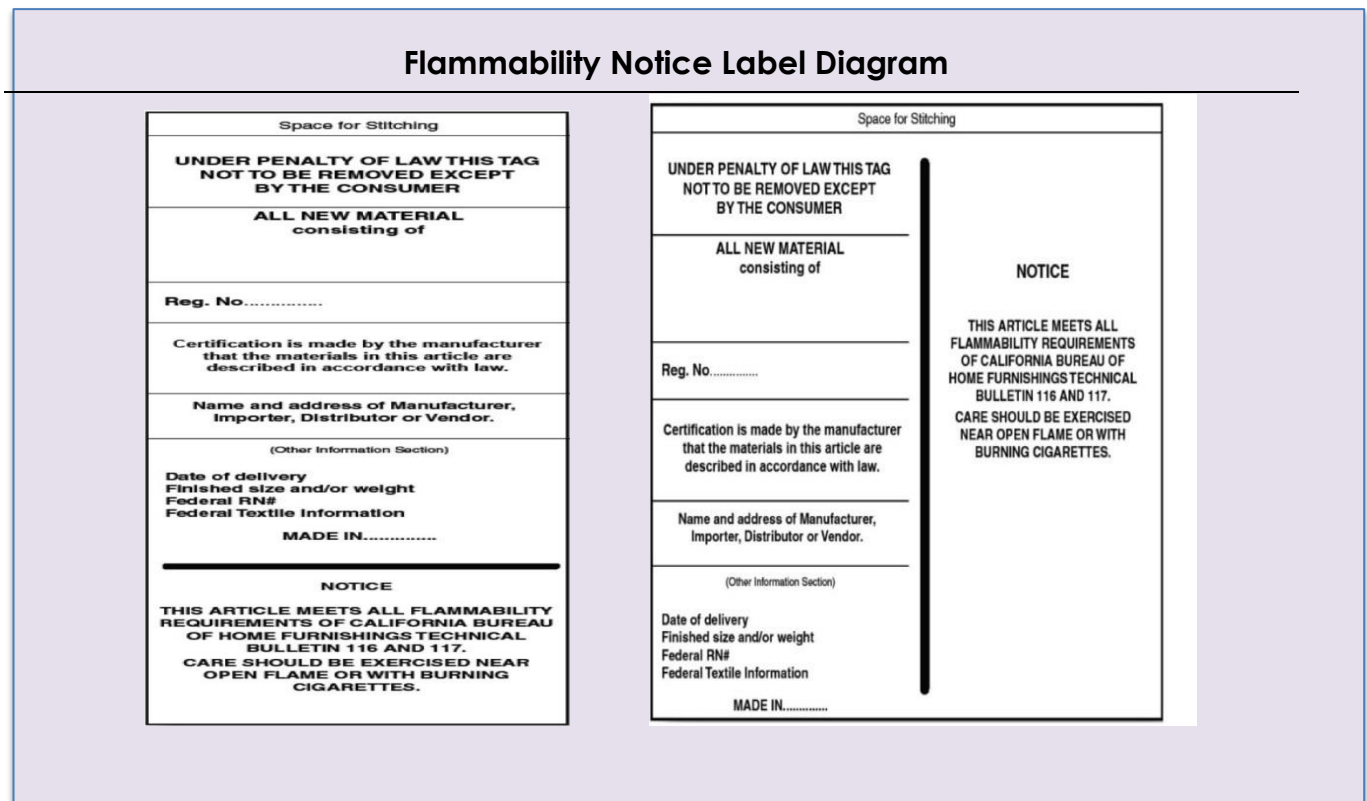 Flammability Notice Label Diagram
Space for Stitching
UNDER PENALTY OF LAW THIS TAG
NOT TO BE REMOVED EXCEPT
BY THE CONSUMER
ALL NEW MATERIAL
consisting of
Reg. No..............
Certification is made by the manufacturer
that the materials in this article are
described in accordance with law.
Name and address of Manufacturer,
Importer, Distributor or Vendor.
(Other Information Section)
Date of delivery
Finished size and/or weight
Federal RN#
Federal Textile Information
MADE IN..............
NOTICE
THIS ARTICLE MEETS ALL FLAMMABILITY
REQUIREMENTS OF CALIFORNIA BUREAU
OF HOME FURNISHINGS TECHNICAL
BULLETIN 116 AND 117.
CARE SHOULD BE EXERCISED NEAR
OPEN FLAME OR WITH BURNING
CIGARETTES.
Space for Stitching
UNDER PENALTY OF LAW THIS TAG
NOT TO BE REMOVED EXCEPT
BY THE CONSUMER
ALL NEW MATERIAL
consisting of
Reg. No..............
Certification is made by the manufacturer
that the materials in this article are
described in accordance with law.
Name and address of Manufacturer,
Importer, Distributor or Vendor.
(Other Information Section)
Date of delivery
Finished size and/or weight
Federal RN#
Federal Textile Information
MADE IN..............
NOTICE
THIS ARTICLE MEETS ALL
FLAMMABILITY REQUIREMENTS
OF CALIFORNIA BUREAU OF
HOME FURNISHINGS TECHNICAL
BULLETIN 116 AND 117.
CARE SHOULD BE EXERCISED
NEAR OPEN FLAME OR WITH
BURNING CIGARETTES.